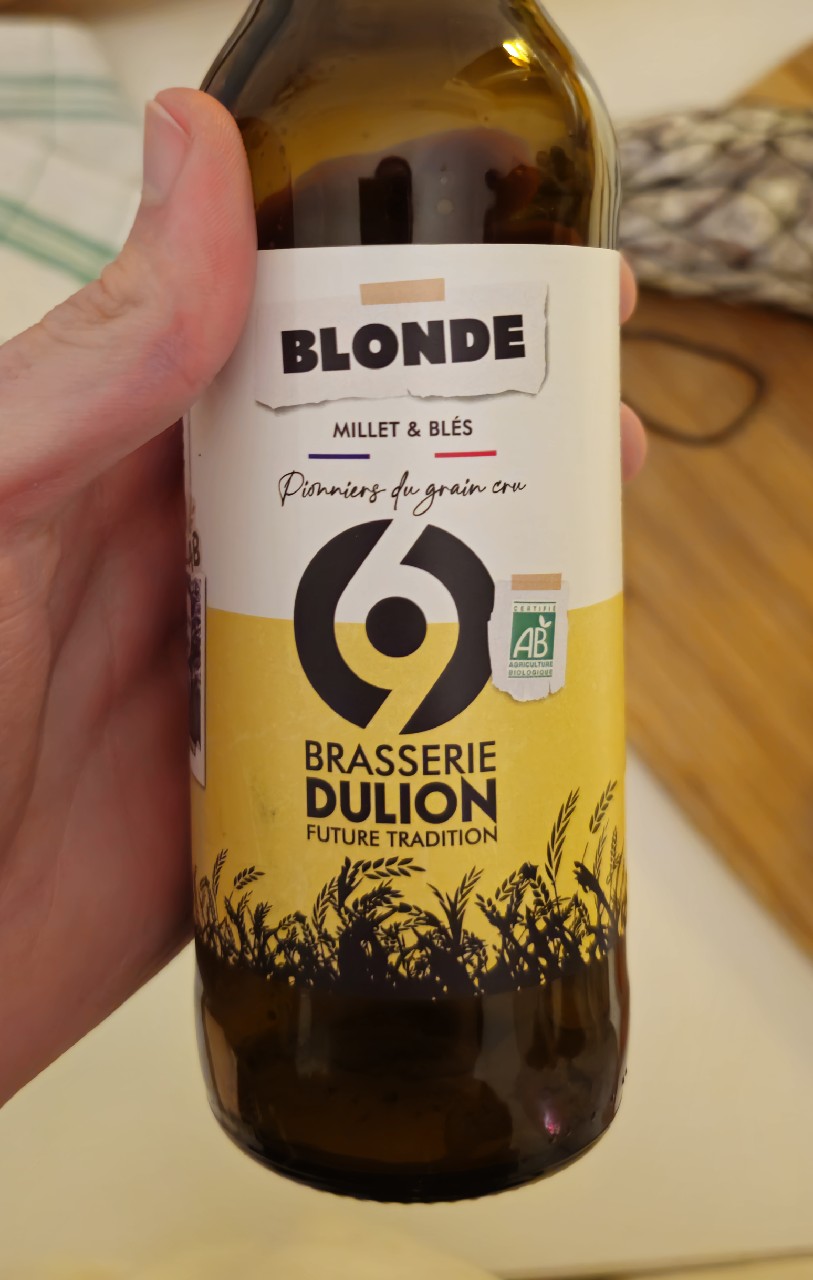 BLONDE
MILLET & BLÉS
Pionniers du grain cru
CERTIFIÉ
AB
AGRICULTURE
BIOLOGIQUE
BRASSERIE
DULION
FUTURE TRADITION